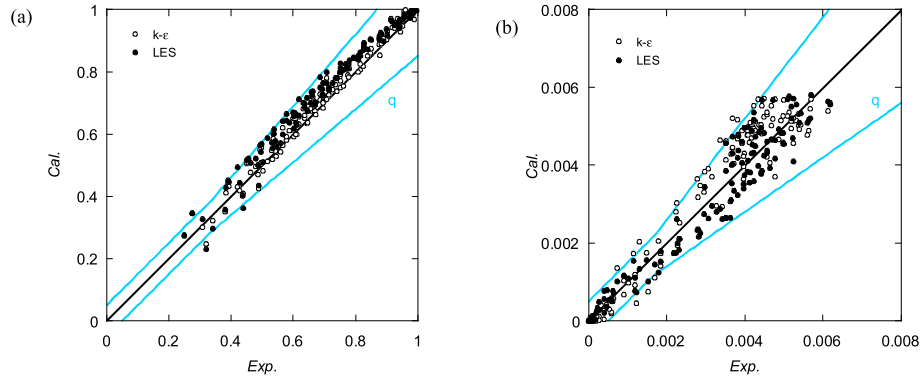 (a)
1
0.8
0.6
0.4
0.2
0
Cal.
k-ε
LES
q
0 0.2 0.4 0.6 0.8 1
Exp.
(b)
0.008
0.006
0.004
0.002
0
Cal.
k-ε
LES
q
0 0.002 0.004 0.006 0.008
Exp.